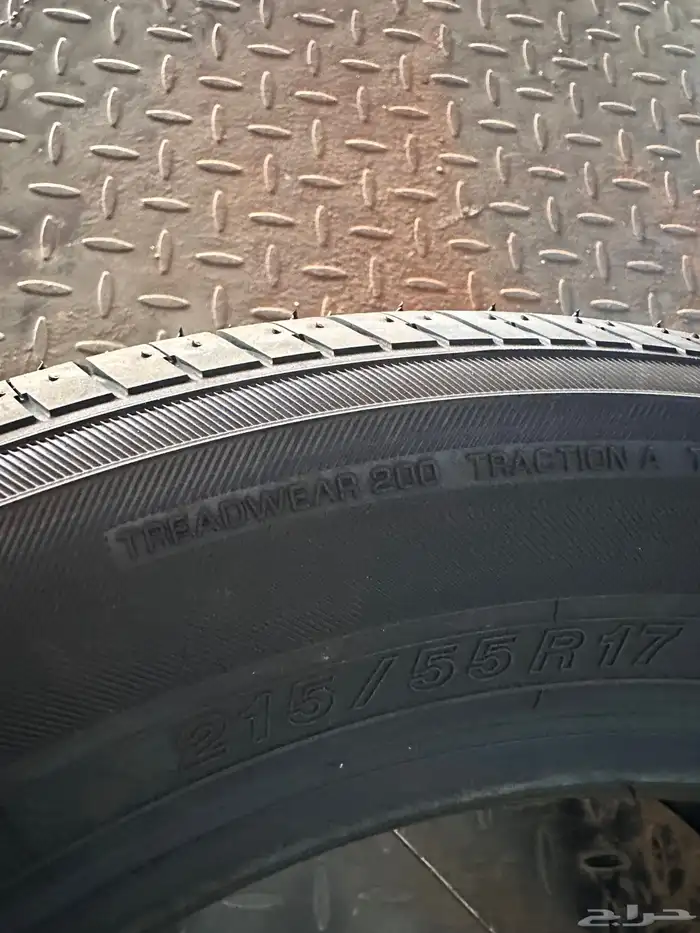 TREADWEAR 200 TRACTION A T
215/55R17
حراج